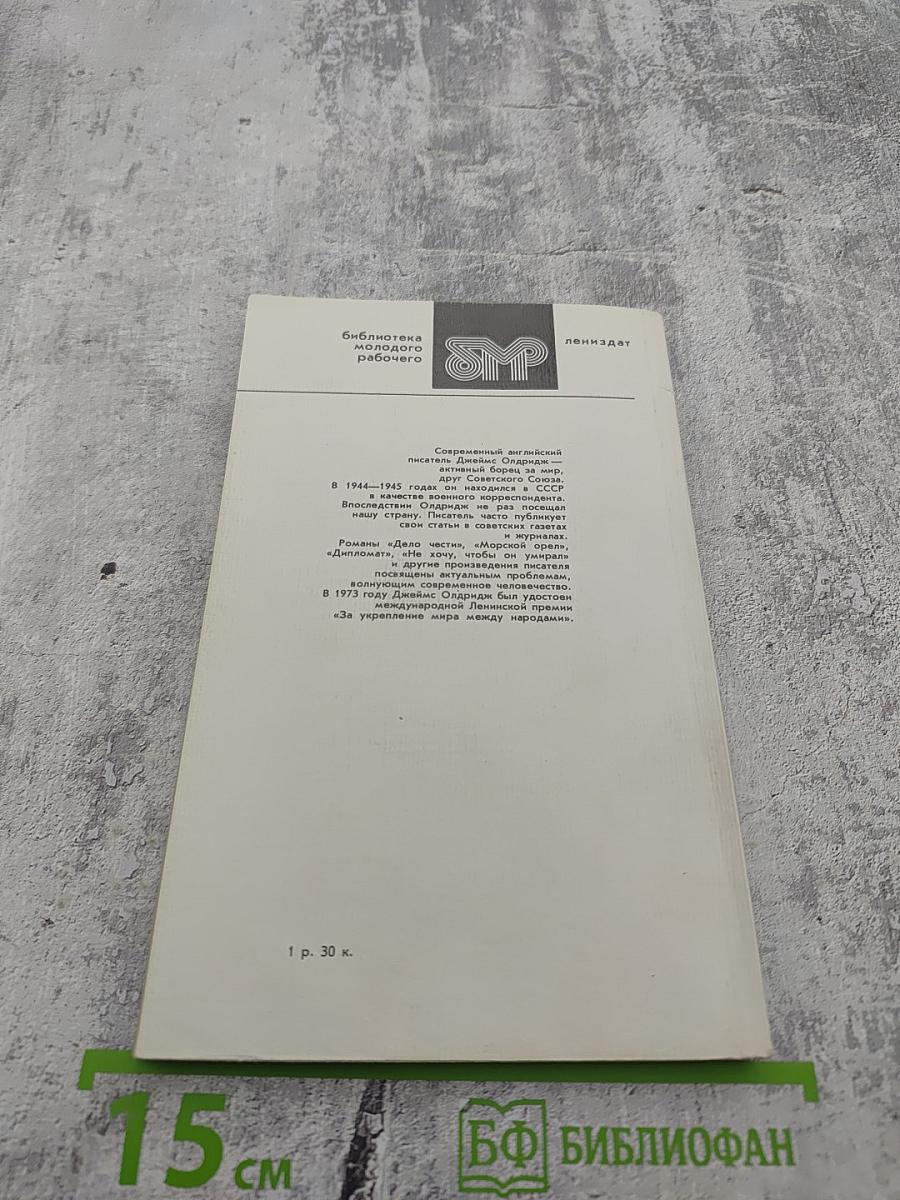 библиотека
молодого
рабочего
бмр
лениздат
Современный английский
писатель Джеймс Олдридж —
активный борец за мир,
друг Советского Союза.
В 1944—1945 годах он находился в СССР
в качестве военного корреспондента.
Впоследствии Олдридж не раз посещал
нашу страну. Писатель часто публикует
свои статьи в советских газетах
и журналах.
Романы «Дело чести», «Морской орел»,
«Дипломат», «Не хочу, чтобы он умирал»
и другие произведения писателя
посвящены актуальным проблемам,
волнующим современное человечество.
В 1973 году Джеймс Олдридж был удостоен
международной Ленинской премии
«За укрепление мира между народами».
1 р. 30 к.
15 см
БФ БИБЛИОФАН